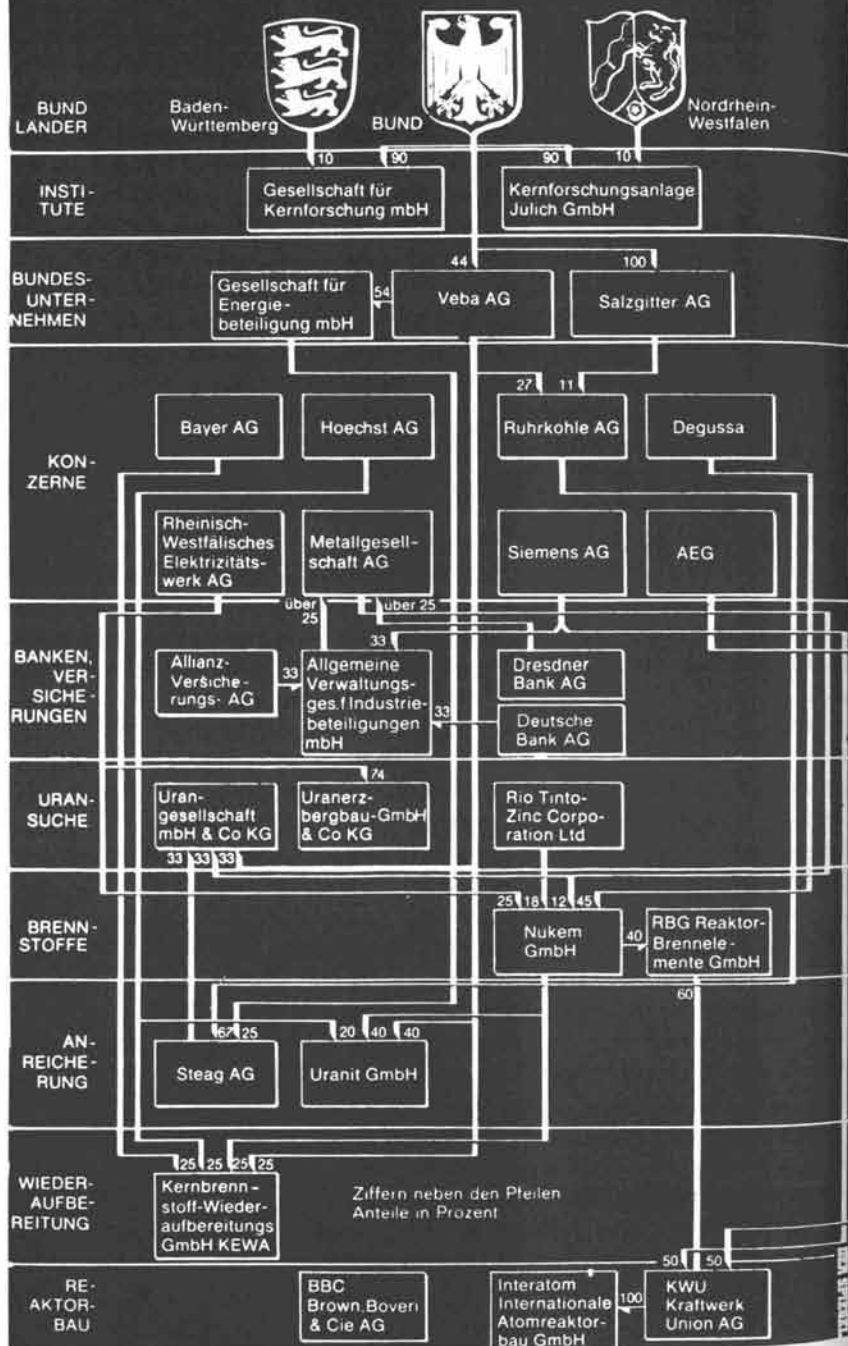 BUND
LÄNDER
Baden-
Württemberg
BUND
Nordrhein-
Westfalen
10
90
90
10
INSTI-
TUTE
Gesellschaft für
Kernforschung mbH
Kernforschungsanlage
Julich GmbH
44
100
BUNDES-
UNTER-
NEHMEN
Gesellschaft für
Energie-
beteiligung mbH
54
Veba AG
Salzgitter AG
27
11
KON-
ZERNE
Bayer AG
Hoechst AG
Ruhrkohle AG
Degussa
Rheinisch-
Westfälisches
Elektrizitäts-
werk AG
Metallgesell-
schaft AG
Siemens AG
AEG
über
25
über 25
33
BANKEN,
VER-
SICHE-
RUNGEN
Allianz-
Versiche-
rungs- AG
33
Allgemeine
Verwaltungs-
ges.f.Industrie-
beteiligungen
mbH
Dresdner
Bank AG
33
Deutsche
Bank AG
74
URAN-
SUCHE
Uran-
gesellschaft
mbH & Co KG
Uranerz-
bergbau-GmbH
& Co KG
Rio Tinto-
Zinc Corpo-
ration Ltd
33
33
33
25
18
12
45
BRENN-
STOFFE
Nukem
GmbH
40
RBG Reaktor-
Brennele-
mente GmbH
60
67
25
20
40
40
AN-
REICHE-
RUNG
Steag AG
Uranit GmbH
25
25
25
25
WIEDER-
AUFBE-
REITUNG
Kernbrenn-
stoff-Wieder-
aufbereitungs
GmbH KEWA
Ziffern neben den Pfeilen
Anteile in Prozent
50
50
RE-
AKTOR-
BAU
BBC
Brown,Boveri
& Cie AG
Interatom
Internationale
Atomreaktor-
bau GmbH
100
KWU
Kraftwerk
Union AG